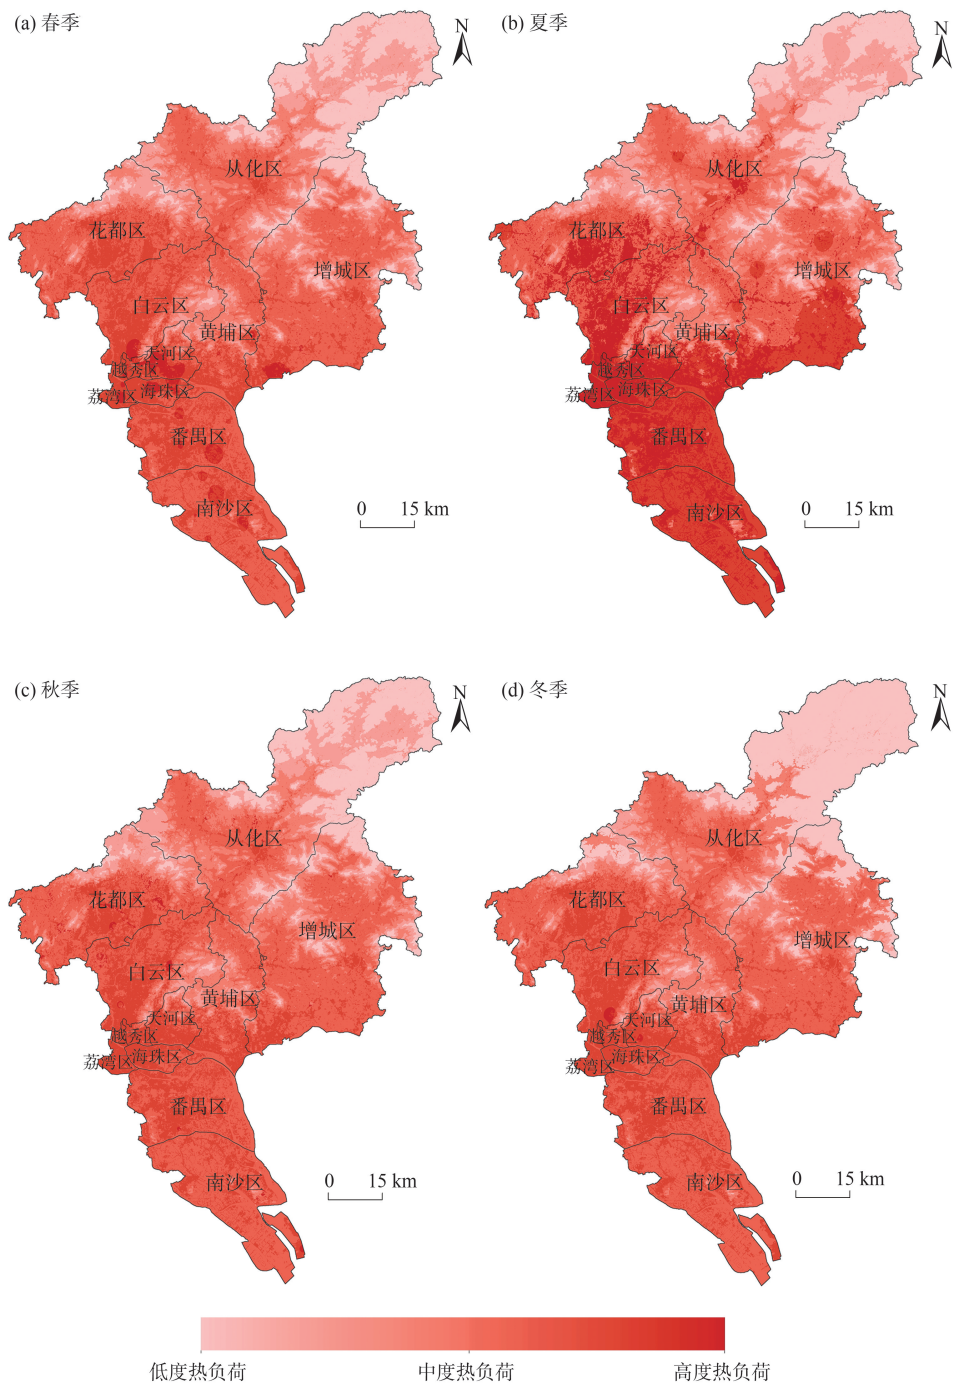 (a) 春季
N
从化区
花都区
增城区
白云区
黄埔区
天河区
越秀区
荔湾区
海珠区
番禺区
南沙区
0 15 km
(b) 夏季
N
从化区
花都区
增城区
白云区
黄埔区
天河区
越秀区
荔湾区
海珠区
番禺区
南沙区
0 15 km
(c) 秋季
N
从化区
花都区
增城区
白云区
黄埔区
天河区
越秀区
荔湾区
海珠区
番禺区
南沙区
0 15 km
(d) 冬季
N
从化区
花都区
增城区
白云区
黄埔区
天河区
越秀区
海珠区
荔湾区
番禺区
南沙区
0 15 km
低度热负荷 中度热负荷 高度热负荷